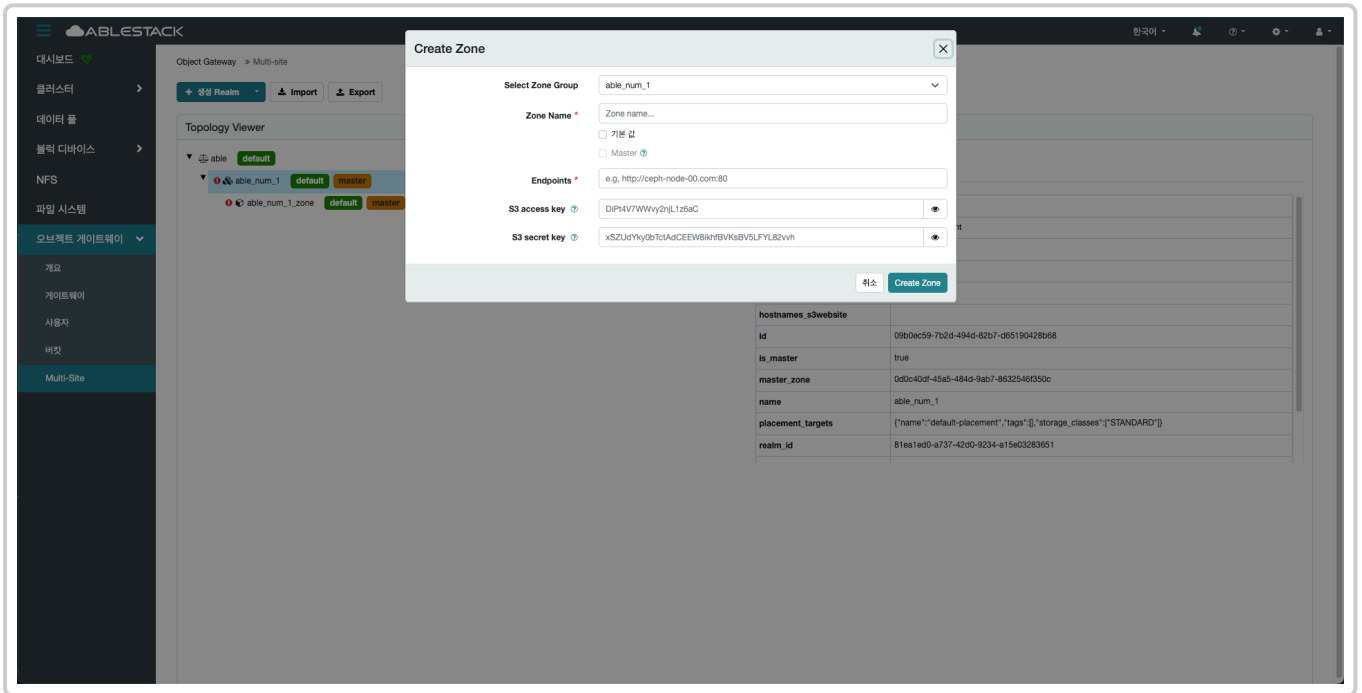 ABLESTACK
한국어
대시보드
클러스터
데이터 풀
블럭 디바이스
NFS
파일 시스템
오브젝트 게이트웨이
개요
게이트웨이
사용자
버킷
Multi-Site
Object Gateway » Multi-site
+ 생성 Realm
Import
Export
Topology Viewer
able default
able_num_1 default master
able_num_1_zone default master
Create Zone
Select Zone Group able_num_1
Zone Name * Zone name...
기본 값
Master
Endpoints * e.g, http://ceph-node-00.com:80
S3 access key DiPt4V7WWvy2njL1z6aC
S3 secret key xSZUdYky0bTctAdCEEW8ikhfBVKsBV5LFYL82vvh
취소 Create Zone
hostnames_s3website
id 09b0ec59-7b2d-494d-82b7-d65190428b68
is_master true
master_zone 0d0c40df-45a5-484d-9ab7-8632546f350c
name able_num_1
placement_targets {"name":"default-placement","tags":[],"storage_classes":["STANDARD"]}
realm_id 81ea1ed0-a737-42d0-9234-a15e03283651